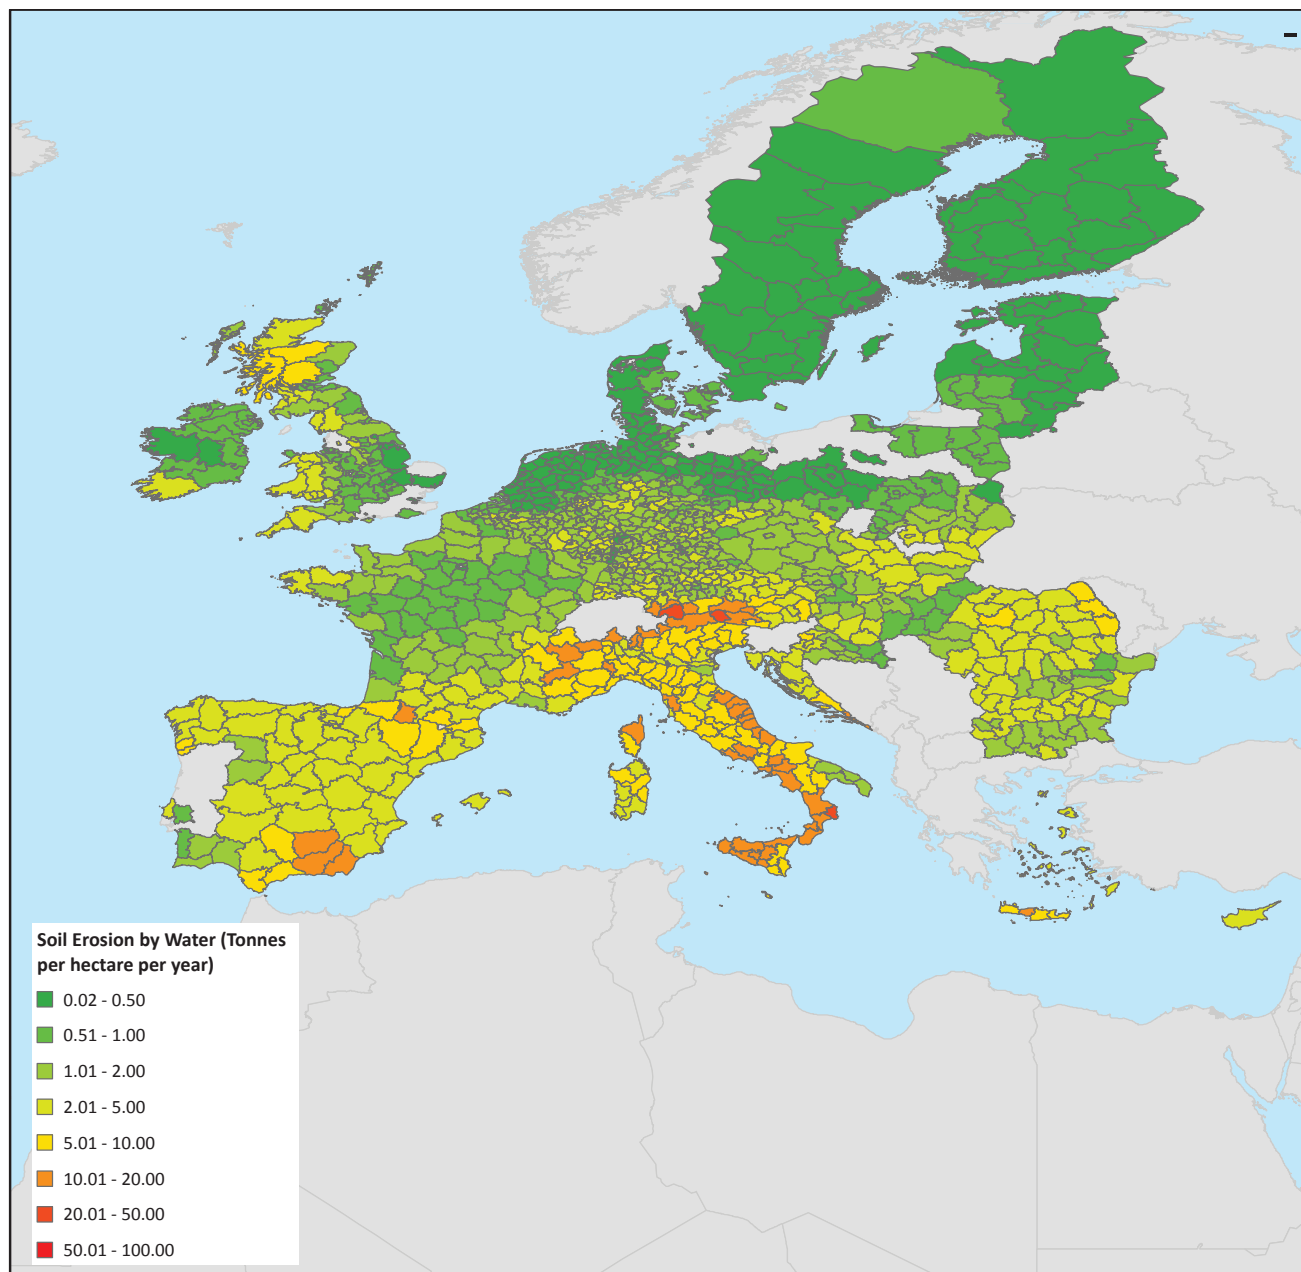 Soil Erosion by Water (Tonnes
per hectare per year)
0.02 - 0.50
0.51 - 1.00
1.01 - 2.00
2.01 - 5.00
5.01 - 10.00
10.01 - 20.00
20.01 - 50.00
50.01 - 100.00